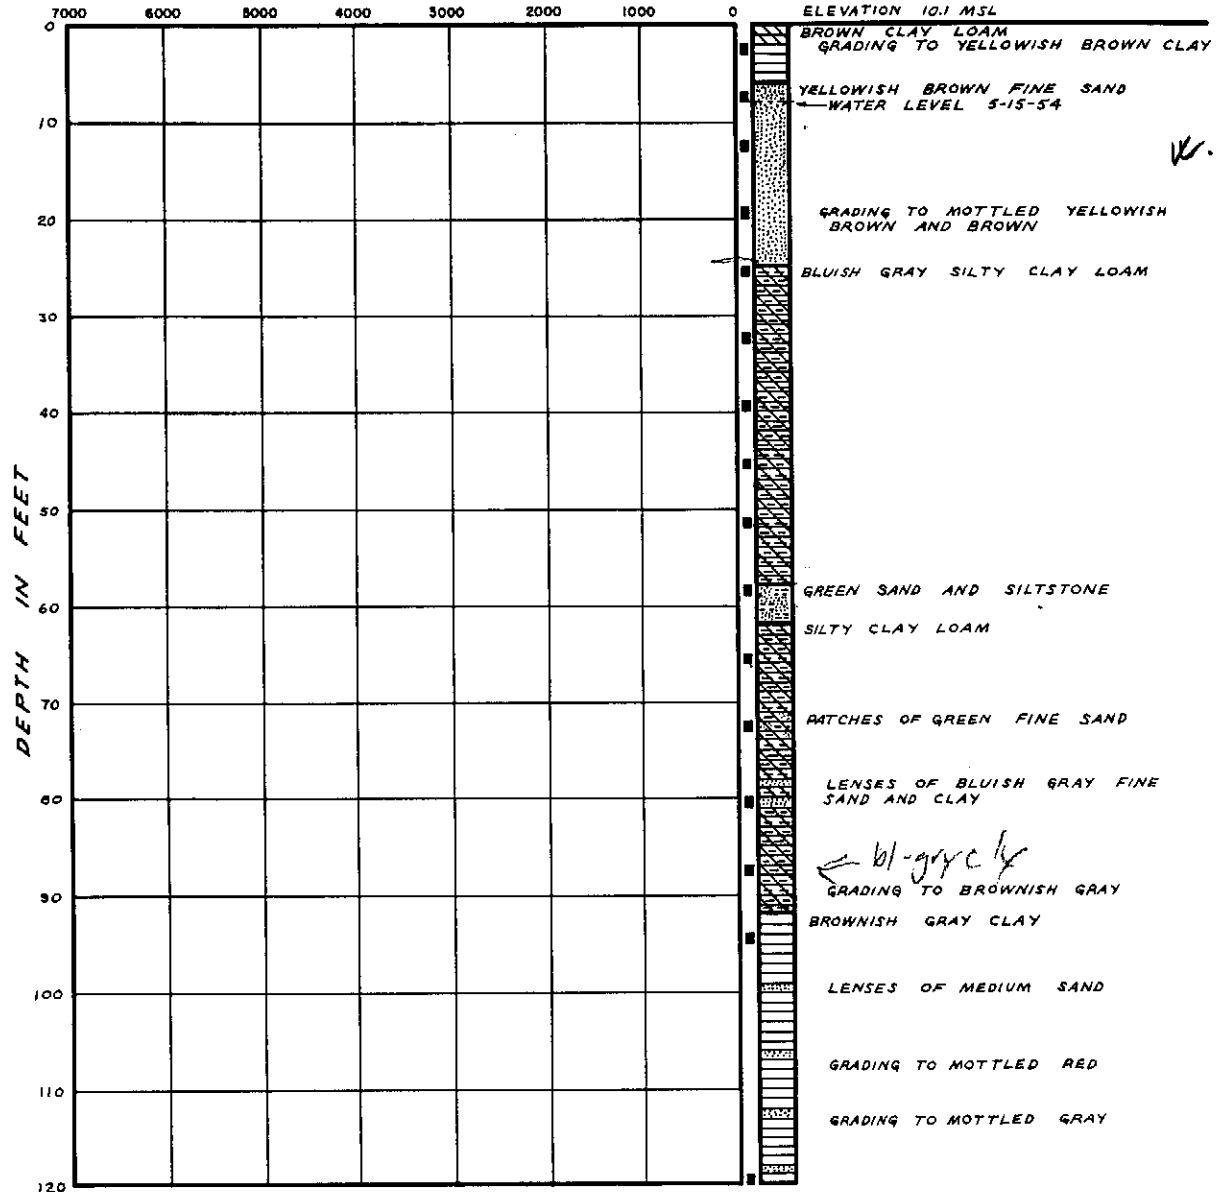 7000 6000 5000 4000 3000 2000 1000 0
ELEVATION 10.1 MSL
0
BROWN CLAY LOAM
GRADING TO YELLOWISH BROWN CLAY
YELLOWISH BROWN FINE SAND
WATER LEVEL 5-15-54
10
20
GRADING TO MOTTLED YELLOWISH
BROWN AND BROWN
BLUISH GRAY SILTY CLAY LOAM
30
40
DEPTH IN FEET
50
GREEN SAND AND SILTSTONE
60
SILTY CLAY LOAM
70
PATCHES OF GREEN FINE SAND
LENSES OF BLUISH GRAY FINE
80
SAND AND CLAY
bl-gry cly
GRADING TO BROWNISH GRAY
90
BROWNISH GRAY CLAY
100
LENSES OF MEDIUM SAND
GRADING TO MOTTLED RED
110
GRADING TO MOTTLED GRAY
120